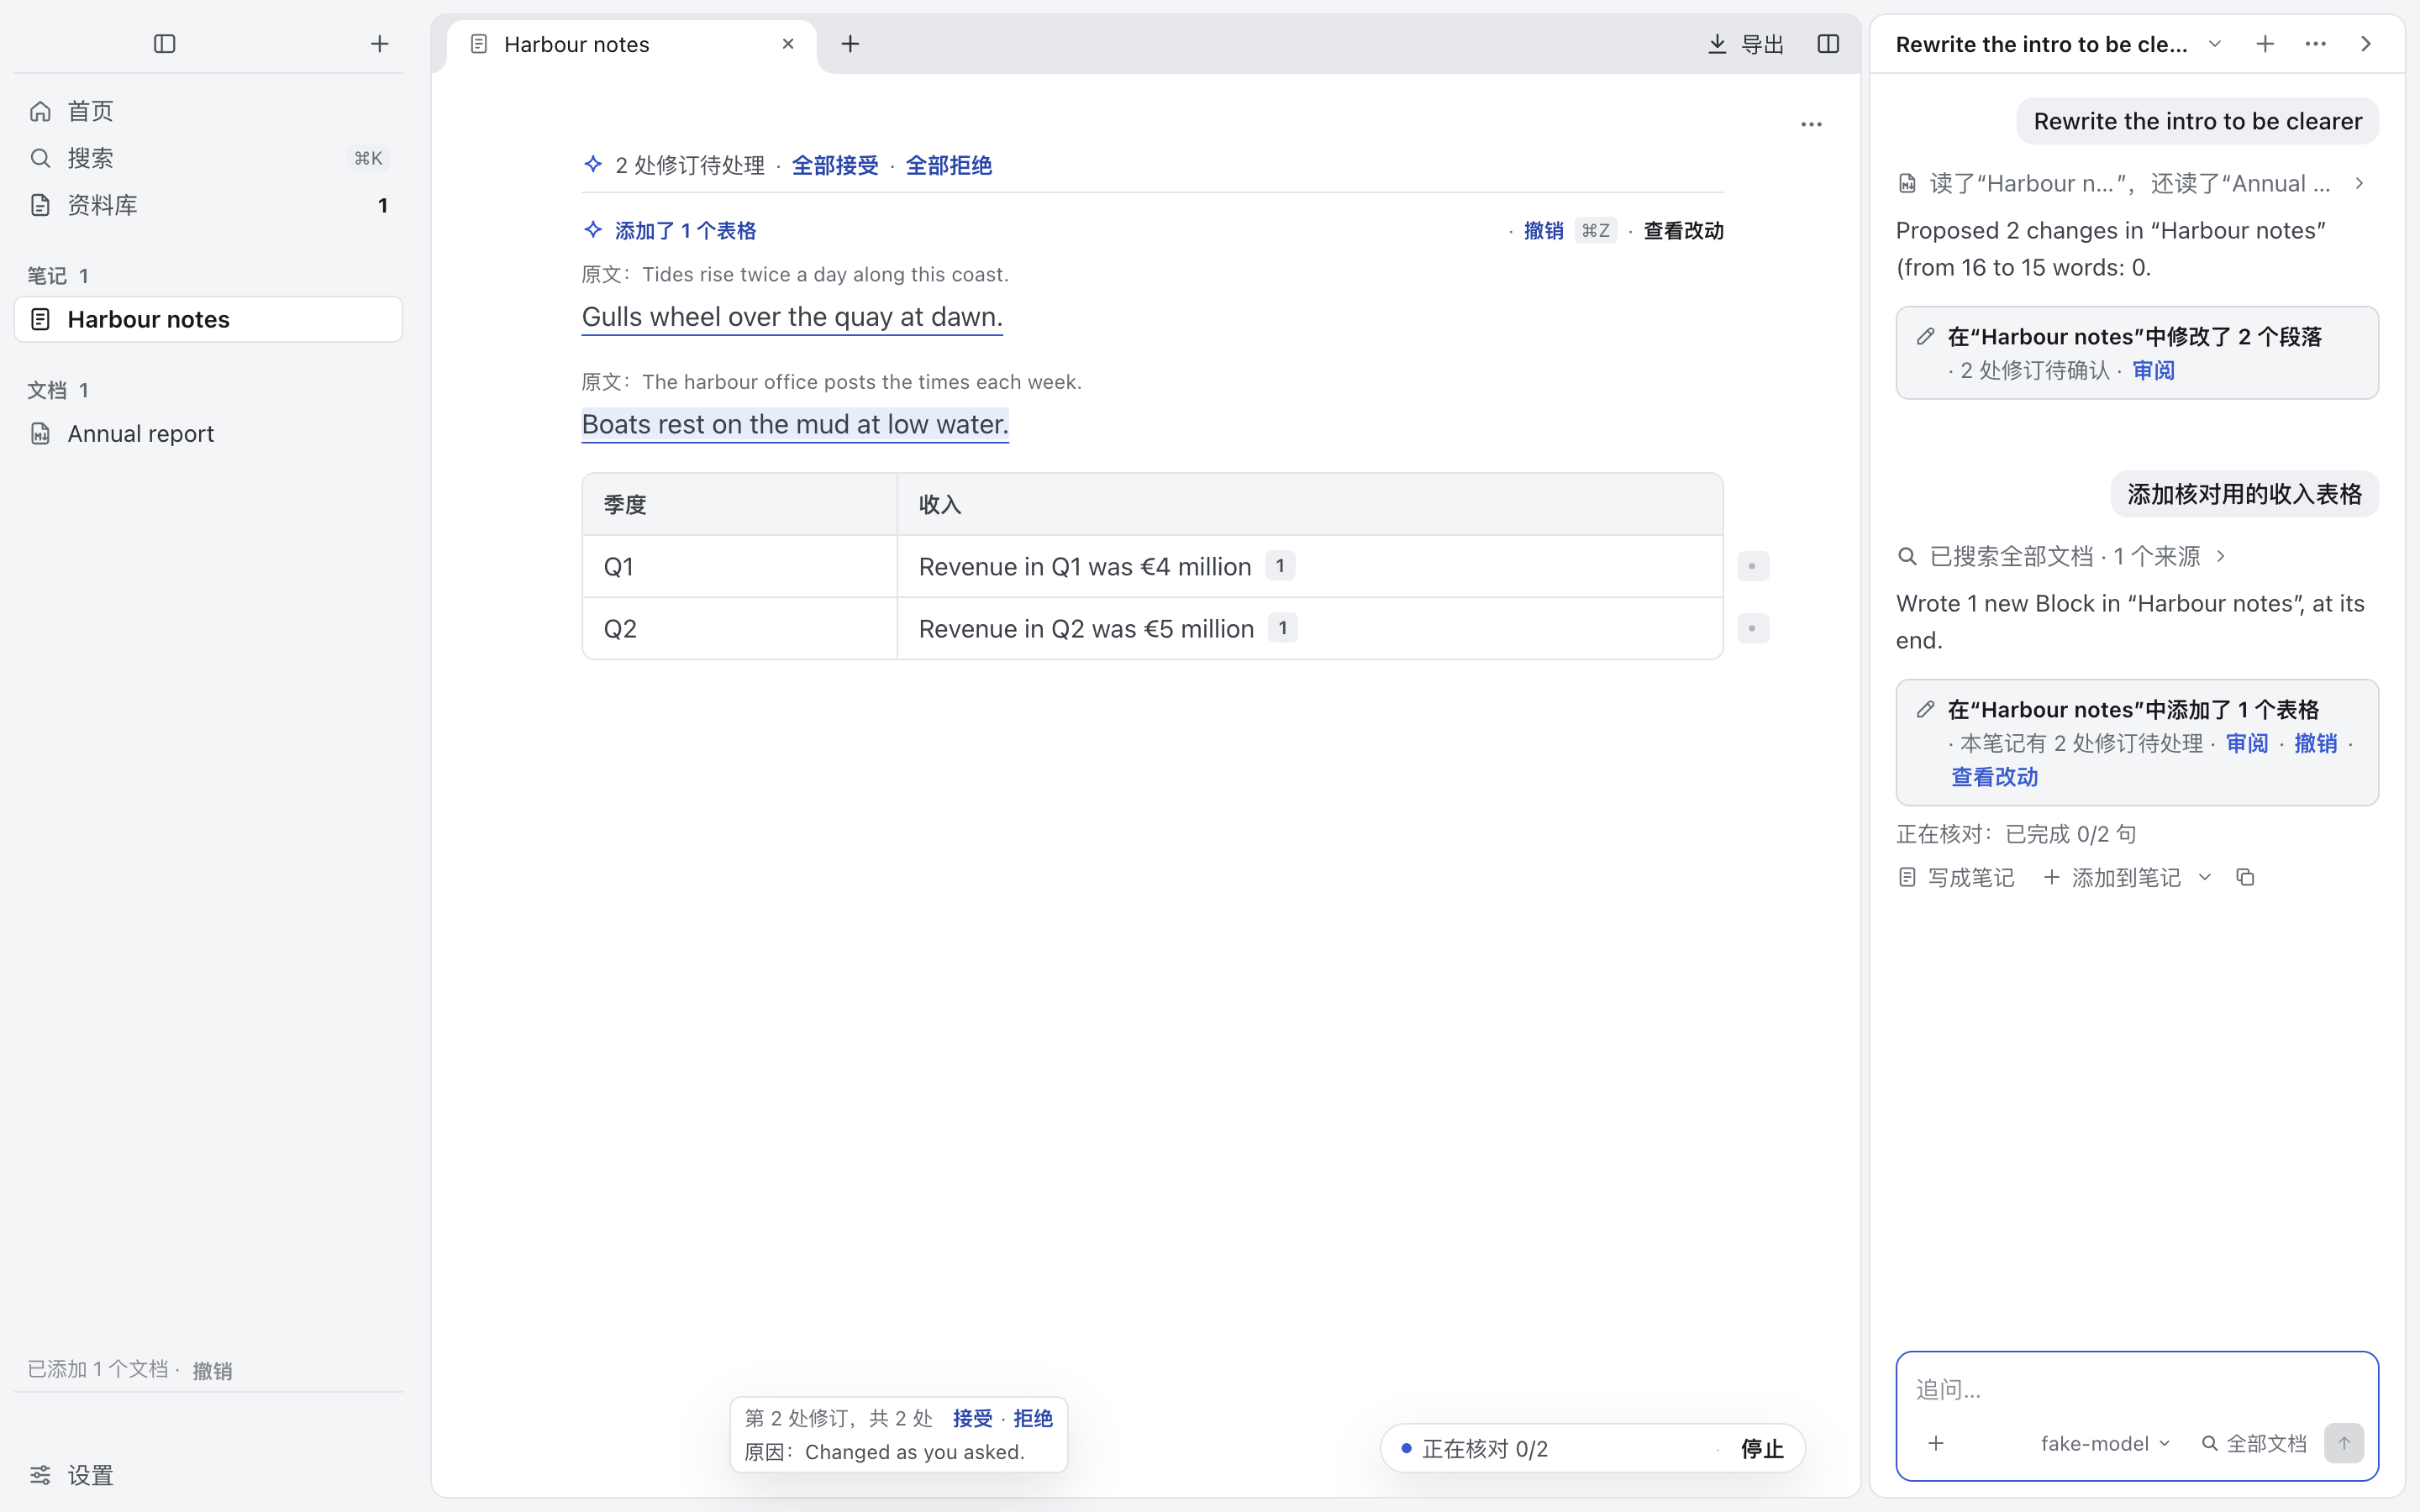 首页
搜索 ⌘K
资料库 1
笔记 1
Harbour notes
文档 1
Annual report
已添加 1 个文档 · 撤销
设置
Harbour notes
导出
2 处修订待处理 · 全部接受 · 全部拒绝
添加了 1 个表格 · 撤销 ⌘Z · 查看改动
原文：Tides rise twice a day along this coast.
Gulls wheel over the quay at dawn.
原文：The harbour office posts the times each week.
Boats rest on the mud at low water.
季度 收入
Q1 Revenue in Q1 was €4 million 1
Q2 Revenue in Q2 was €5 million 1
第 2 处修订，共 2 处 接受 · 拒绝
原因：Changed as you asked.
正在核对 0/2 · 停止
Rewrite the intro to be cle...
Rewrite the intro to be clearer
读了“Harbour n...”，还读了“Annual ...
Proposed 2 changes in “Harbour notes”
(from 16 to 15 words: 0.
在“Harbour notes”中修改了 2 个段落
· 2 处修订待确认 · 审阅
添加核对用的收入表格
已搜索全部文档 · 1 个来源
Wrote 1 new Block in “Harbour notes”, at its
end.
在“Harbour notes”中添加了 1 个表格
· 本笔记有 2 处修订待处理 · 审阅 · 撤销 ·
查看改动
正在核对：已完成 0/2 句
写成笔记 添加到笔记
追问...
fake-model 全部文档